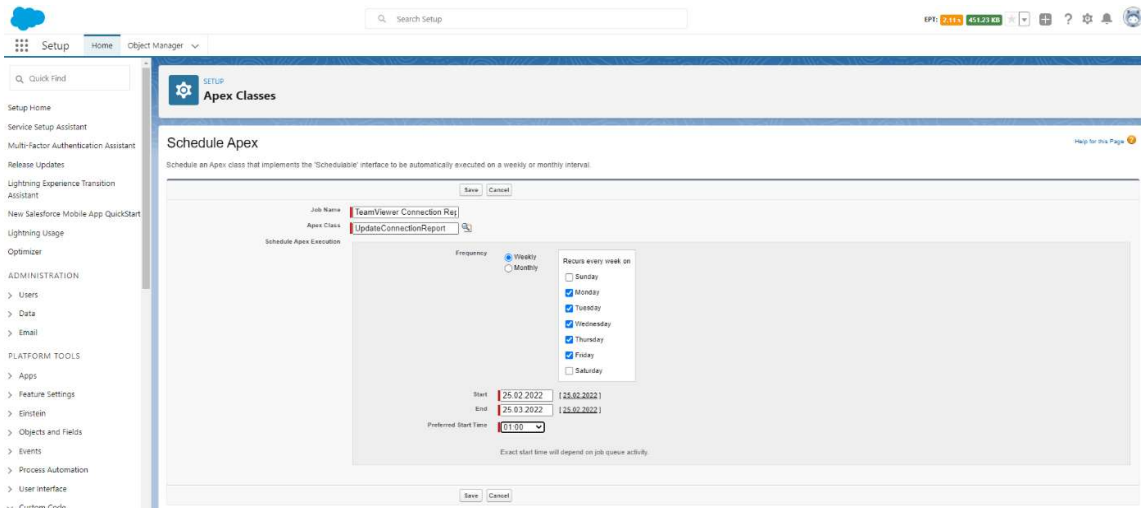 Search Setup
EPT: 2.11 s 451.23 KB
Setup Home Object Manager
Quick Find
Setup Home
Service Setup Assistant
Multi-Factor Authentication Assistant
Release Updates
Lightning Experience Transition
Assistant
New Salesforce Mobile App QuickStart
Lightning Usage
Optimizer
ADMINISTRATION
Users
Data
Email
PLATFORM TOOLS
Apps
Feature Settings
Einstein
Objects and Fields
Events
Process Automation
User Interface
Custom Code
SETUP
Apex Classes
Schedule Apex
Help for this Page
Schedule an Apex class that implements the 'Schedulable' interface to be automatically executed on a weekly or monthly interval.
Save Cancel
Job Name TeamViewer Connection Rep
Apex Class UpdateConnectionReport
Schedule Apex Execution
Frequency
Weekly
Monthly
Recurs every week on
Sunday
Monday
Tuesday
Wednesday
Thursday
Friday
Saturday
Start 25.02.2022 [ 25.02.2022 ]
End 25.03.2022 [ 25.02.2022 ]
Preferred Start Time 01:00
Exact start time will depend on job queue activity.
Save Cancel